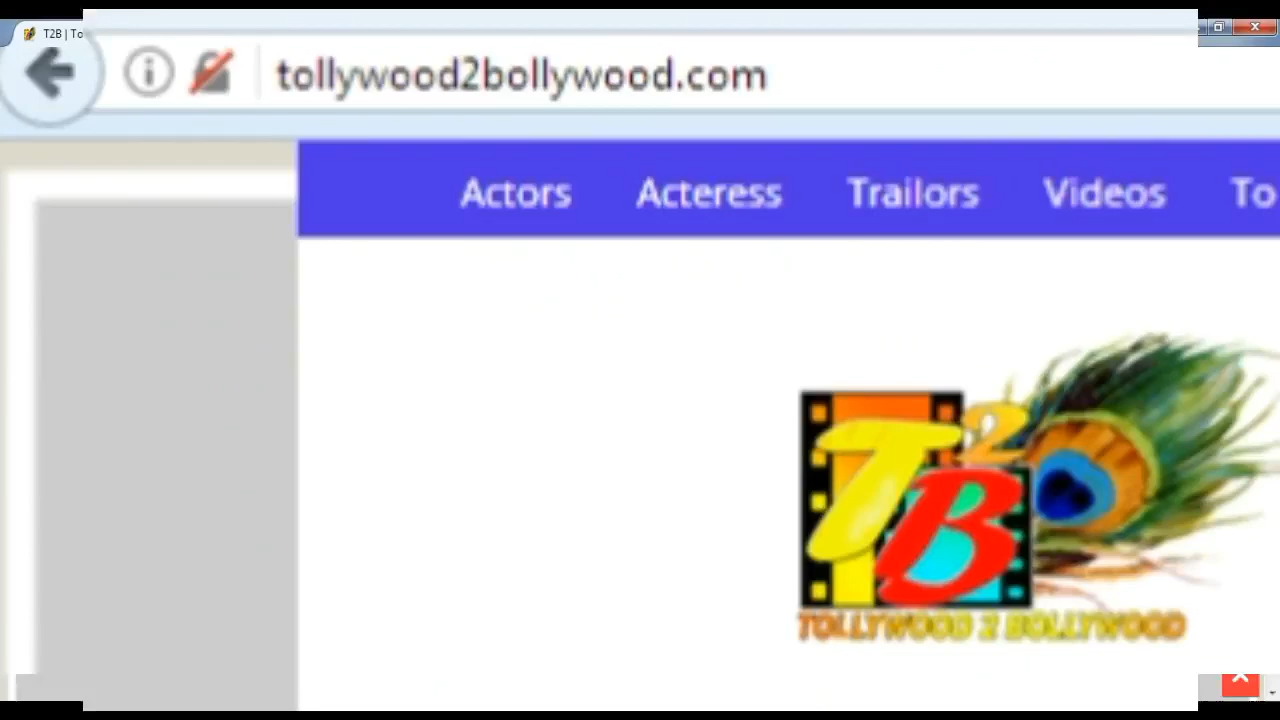 T2B | To
tollywood2bollywood.com
Actors Acteress Trailors Videos To
T2B
TOLLYWOOD 2 BOLLYWOOD